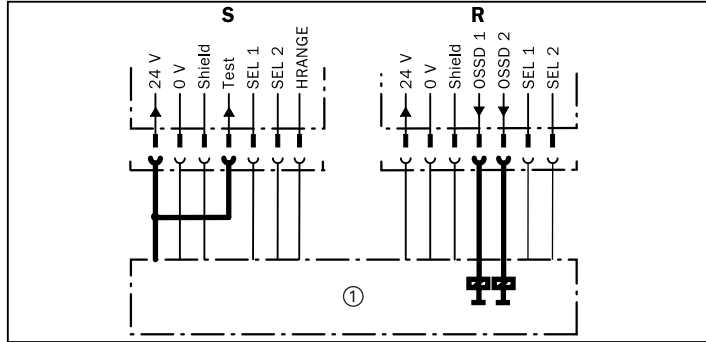 S
R
24 V
0 V
Shield
Test
SEL 1
SEL 2
HRANGE
24 V
0 V
Shield
OSSD 1
OSSD 2
SEL 1
SEL 2
①